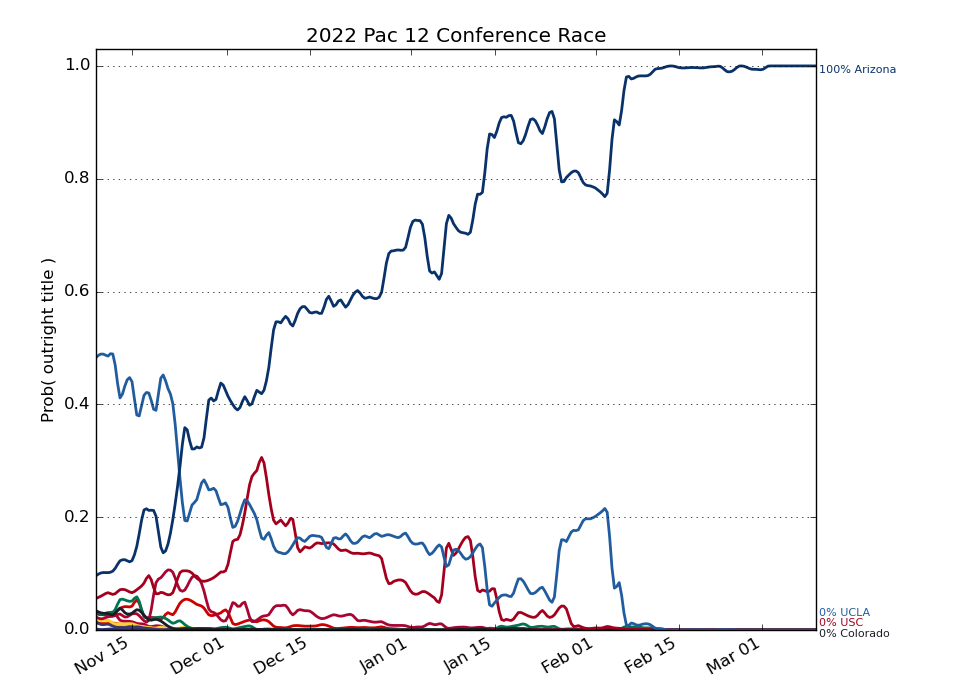 2022 Pac 12 Conference Race
Prob( outright title )
1.0
0.8
0.6
0.4
0.2
0.0
Nov 15
Dec 01
Dec 15
Jan 01
Jan 15
Feb 01
Feb 15
Mar 01
100% Arizona
0% UCLA
0% USC
0% Colorado